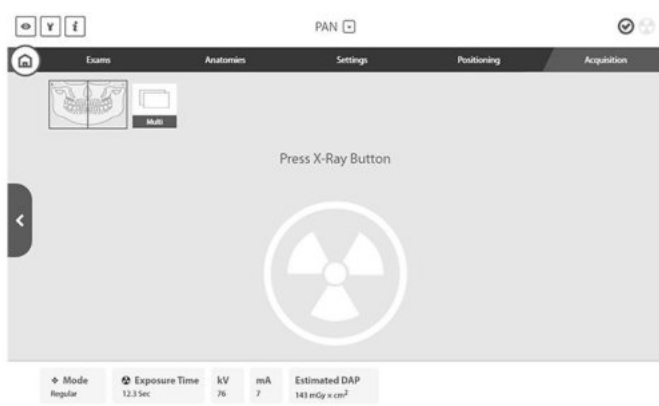 PAN
Exams Anatomies Settings Positioning Acquisition
Multi
Press X-Ray Button
Mode Exposure Time kV mA Estimated DAP
Regular 12.3 Sec 76 7 143 mGy × cm²